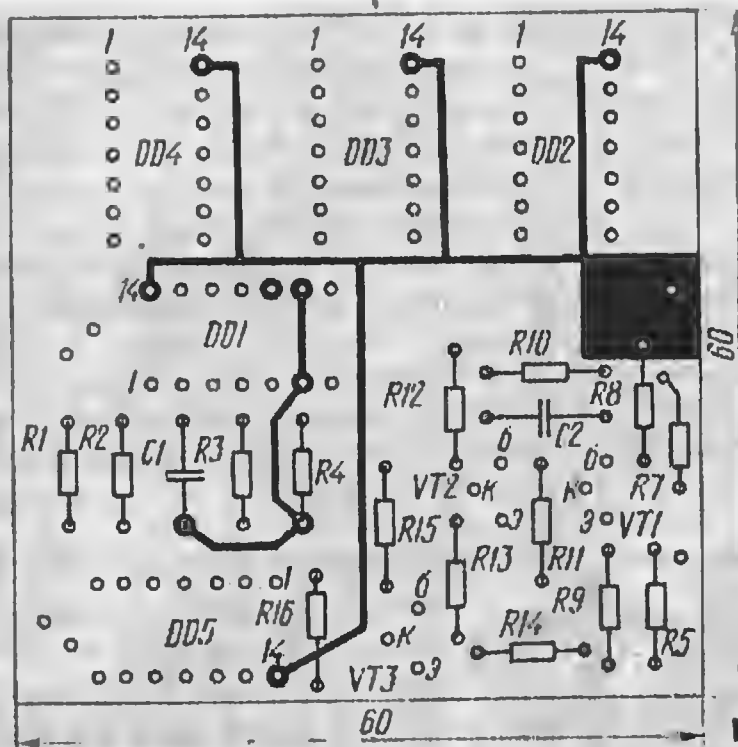 1 14 1 14 1 14
DD4 DD3 DD2
14
DD1
60
R10
1
R12 R8
R1 R2 C1 R3 R4 C2
б б
VT2 К К R7
R15 Э Э VT1
R13 R11
1
R16 б R9
DD5 К R14 R5
14
VT3 Э
60